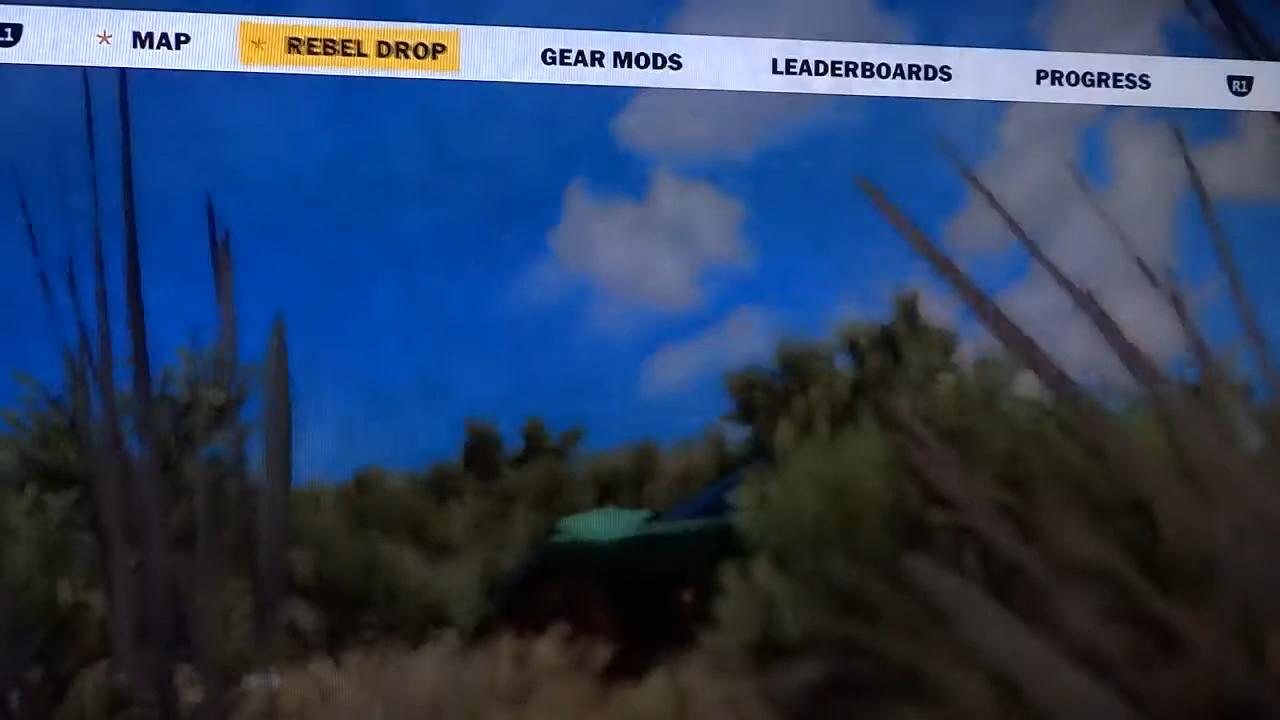 MAP
REBEL DROP
GEAR MODS
LEADERBOARDS
PROGRESS
R1